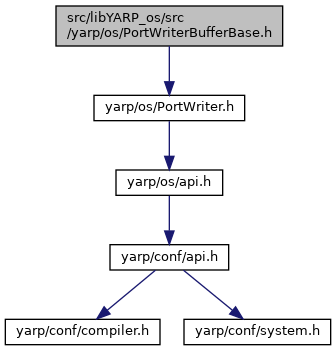 src/libYARP_os/src
/yarp/os/PortWriterBufferBase.h
yarp/os/PortWriter.h
yarp/os/api.h
yarp/conf/api.h
yarp/conf/compiler.h
yarp/conf/system.h